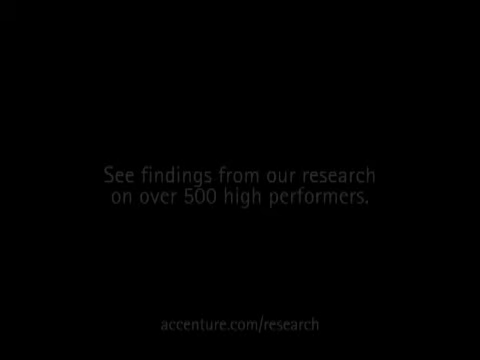 See findings from our research
on over 500 high performers.
accenture.com/research